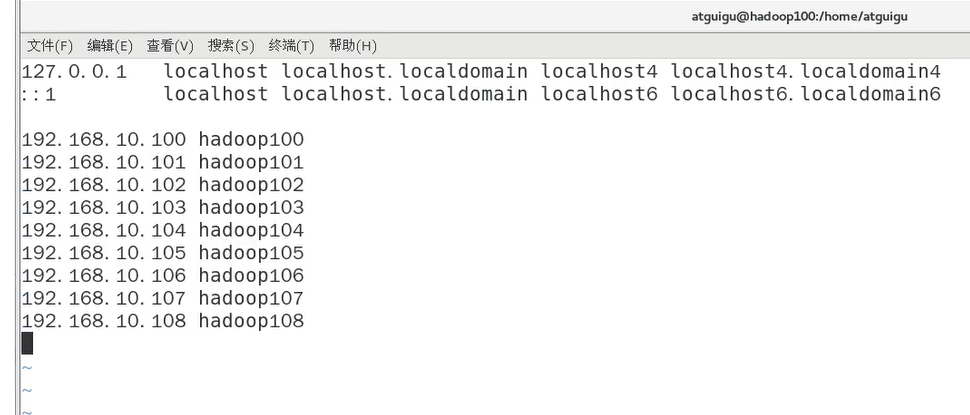 atguigu@hadoop100:/home/atguigu
文件(F) 编辑(E) 查看(V) 搜索(S) 终端(T) 帮助(H)
127.0.0.1   localhost localhost.localdomain localhost4 localhost4.localdomain4
::1         localhost localhost.localdomain localhost6 localhost6.localdomain6
192.168.10.100 hadoop100
192.168.10.101 hadoop101
192.168.10.102 hadoop102
192.168.10.103 hadoop103
192.168.10.104 hadoop104
192.168.10.105 hadoop105
192.168.10.106 hadoop106
192.168.10.107 hadoop107
192.168.10.108 hadoop108
~
~
~